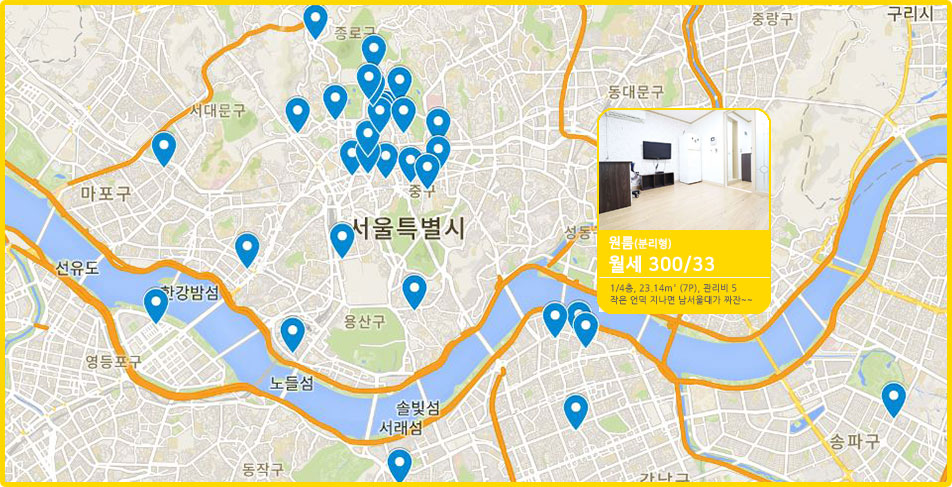 구리시
중랑구
종로구
동대문구
서대문구
마포구
중구
서울특별시
성동
원룸(분리형)
월세 300/33
1/4층, 23.14m² (7P), 관리비 5
작은 언덕 지나면 남서울대가 짜잔~~
선유도
한강밤섬
용산구
영등포구
노들섬
솔빛섬
서래섬
송파구
동작구
강남구